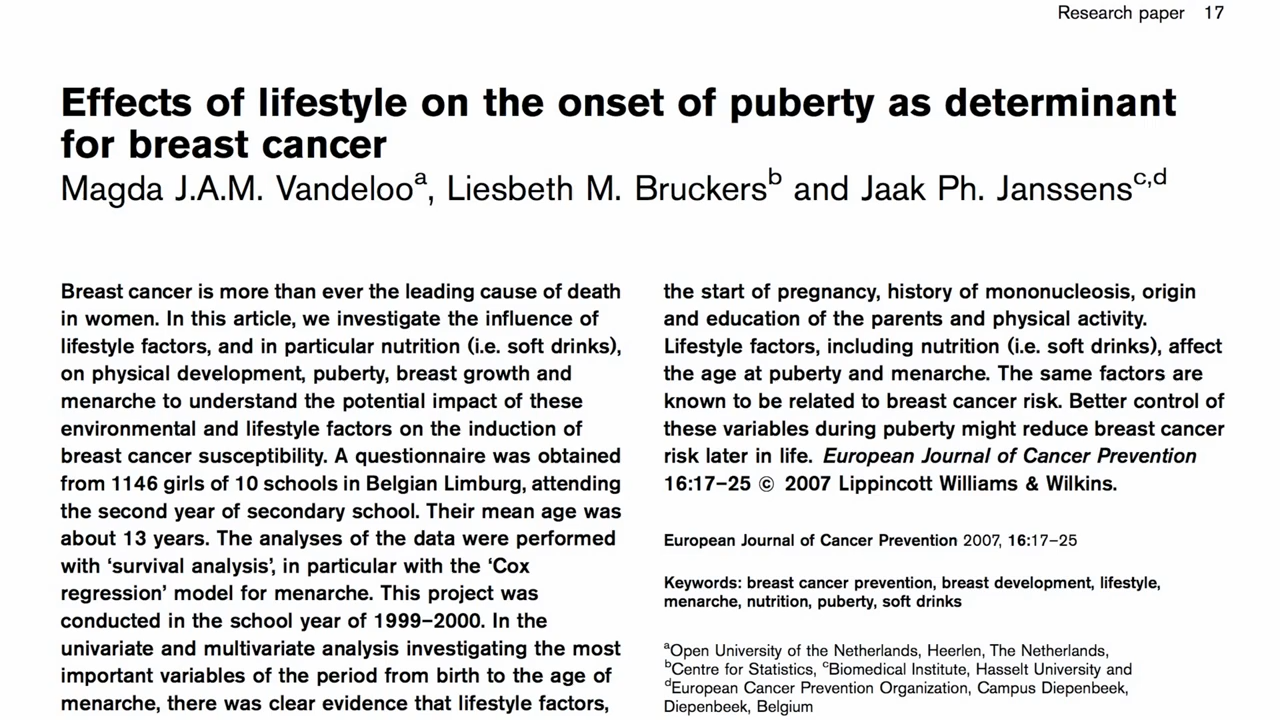 Research paper 17
Effects of lifestyle on the onset of puberty as determinant
for breast cancer
Magda J.A.M. Vandelooᵃ, Liesbeth M. Bruckersᵇ and Jaak Ph. Janssensᶜ,ᵈ
Breast cancer is more than ever the leading cause of death
in women. In this article, we investigate the influence of
lifestyle factors, and in particular nutrition (i.e. soft drinks),
on physical development, puberty, breast growth and
menarche to understand the potential impact of these
environmental and lifestyle factors on the induction of
breast cancer susceptibility. A questionnaire was obtained
from 1146 girls of 10 schools in Belgian Limburg, attending
the second year of secondary school. Their mean age was
about 13 years. The analyses of the data were performed
with ‘survival analysis’, in particular with the ‘Cox
regression’ model for menarche. This project was
conducted in the school year of 1999–2000. In the
univariate and multivariate analysis investigating the most
important variables of the period from birth to the age of
menarche, there was clear evidence that lifestyle factors,
the start of pregnancy, history of mononucleosis, origin
and education of the parents and physical activity.
Lifestyle factors, including nutrition (i.e. soft drinks), affect
the age at puberty and menarche. The same factors are
known to be related to breast cancer risk. Better control of
these variables during puberty might reduce breast cancer
risk later in life. European Journal of Cancer Prevention
16:17–25 © 2007 Lippincott Williams & Wilkins.
European Journal of Cancer Prevention 2007, 16:17–25
Keywords: breast cancer prevention, breast development, lifestyle,
menarche, nutrition, puberty, soft drinks
ᵃOpen University of the Netherlands, Heerlen, The Netherlands,
ᵇCentre for Statistics, ᶜBiomedical Institute, Hasselt University and
ᵈEuropean Cancer Prevention Organization, Campus Diepenbeek,
Diepenbeek, Belgium